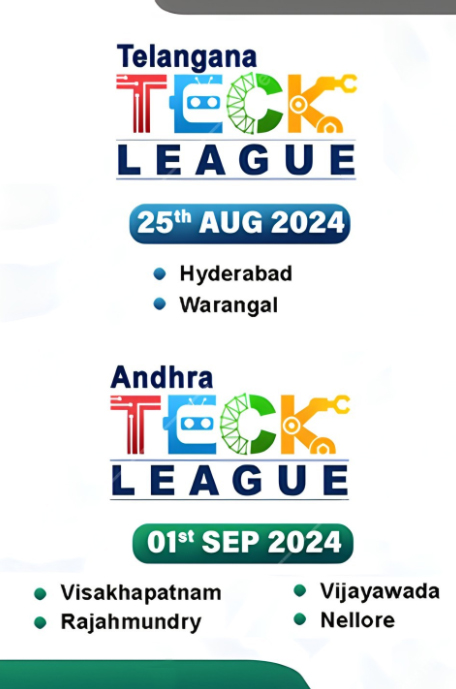 Telangana
TECK
LEAGUE
25th AUG 2024
Hyderabad
Warangal
Andhra
TECK
LEAGUE
01st SEP 2024
Visakhapatnam
Vijayawada
Rajahmundry
Nellore